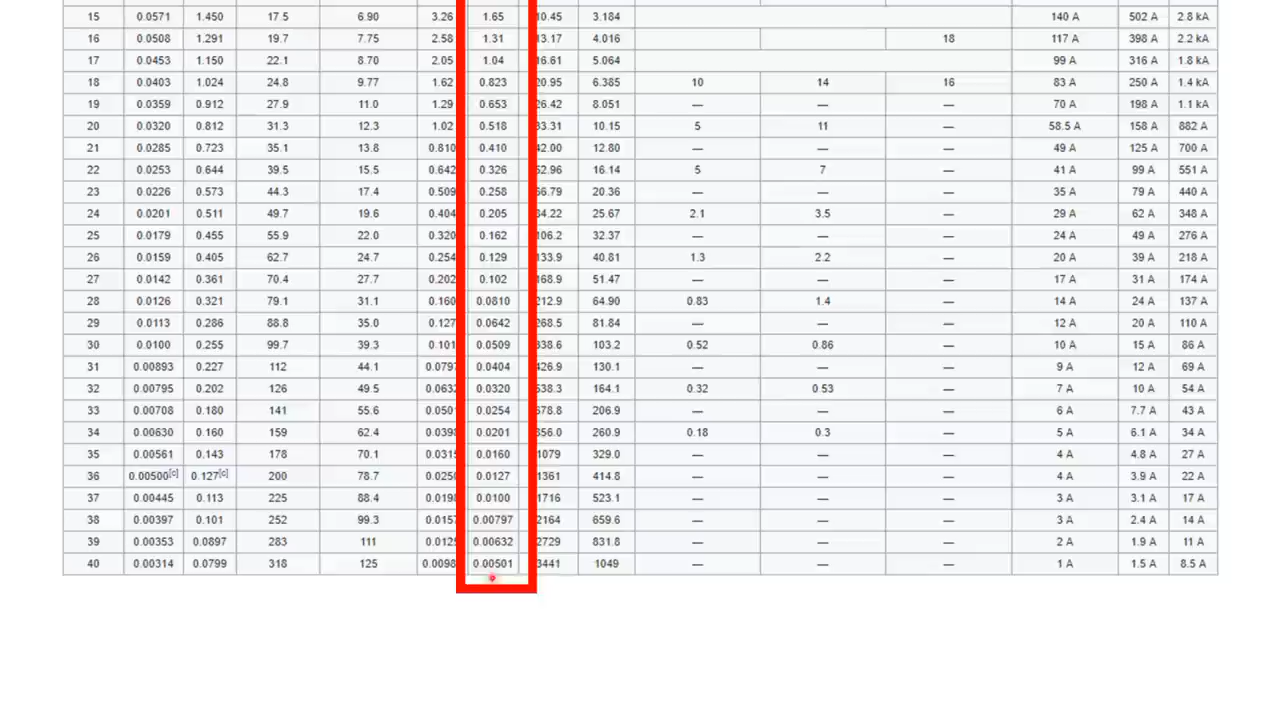 15 0.0571 1.450 17.5 6.90 3.26 1.65 10.45 3.184 140 A 502 A 2.8 kA
16 0.0508 1.291 19.7 7.75 2.58 1.31 13.17 4.016 18 117 A 398 A 2.2 kA
17 0.0453 1.150 22.1 8.70 2.05 1.04 16.61 5.064 99 A 316 A 1.8 kA
18 0.0403 1.024 24.8 9.77 1.62 0.823 20.95 6.385 10 14 16 83 A 250 A 1.4 kA
19 0.0359 0.912 27.9 11.0 1.29 0.653 26.42 8.051 — — — 70 A 198 A 1.1 kA
20 0.0320 0.812 31.3 12.3 1.02 0.518 33.31 10.15 5 11 — 58.5 A 158 A 882 A
21 0.0285 0.723 35.1 13.8 0.810 0.410 42.00 12.80 — — — 49 A 125 A 700 A
22 0.0253 0.644 39.5 15.5 0.642 0.326 52.96 16.14 5 7 — 41 A 99 A 551 A
23 0.0226 0.573 44.3 17.4 0.509 0.258 66.79 20.36 — — — 35 A 79 A 440 A
24 0.0201 0.511 49.7 19.6 0.404 0.205 84.22 25.67 2.1 3.5 — 29 A 62 A 348 A
25 0.0179 0.455 55.9 22.0 0.320 0.162 106.2 32.37 — — — 24 A 49 A 276 A
26 0.0159 0.405 62.7 24.7 0.254 0.129 133.9 40.81 1.3 2.2 — 20 A 39 A 218 A
27 0.0142 0.361 70.4 27.7 0.202 0.102 168.9 51.47 — — — 17 A 31 A 174 A
28 0.0126 0.321 79.1 31.1 0.160 0.0810 212.9 64.90 0.83 1.4 — 14 A 24 A 137 A
29 0.0113 0.286 88.8 35.0 0.127 0.0642 268.5 81.84 — — — 12 A 20 A 110 A
30 0.0100 0.255 99.7 39.3 0.101 0.0509 338.6 103.2 0.52 0.86 — 10 A 15 A 86 A
31 0.00893 0.227 112 44.1 0.0797 0.0404 426.9 130.1 — — — 9 A 12 A 69 A
32 0.00795 0.202 126 49.5 0.0632 0.0320 538.3 164.1 0.32 0.53 — 7 A 10 A 54 A
33 0.00708 0.180 141 55.6 0.0501 0.0254 678.8 206.9 — — — 6 A 7.7 A 43 A
34 0.00630 0.160 159 62.4 0.0398 0.0201 856.0 260.9 0.18 0.3 — 5 A 6.1 A 34 A
35 0.00561 0.143 178 70.1 0.0315 0.0160 1079 329.0 — — — 4 A 4.8 A 27 A
36 0.00500[c] 0.127[c] 200 78.7 0.0250 0.0127 1361 414.8 — — — 4 A 3.9 A 22 A
37 0.00445 0.113 225 88.4 0.0198 0.0100 1716 523.1 — — — 3 A 3.1 A 17 A
38 0.00397 0.101 252 99.3 0.0157 0.00797 2164 659.6 — — — 3 A 2.4 A 14 A
39 0.00353 0.0897 283 111 0.0125 0.00632 2729 831.8 — — — 2 A 1.9 A 11 A
40 0.00314 0.0799 318 125 0.0098 0.00501 3441 1049 — — — 1 A 1.5 A 8.5 A